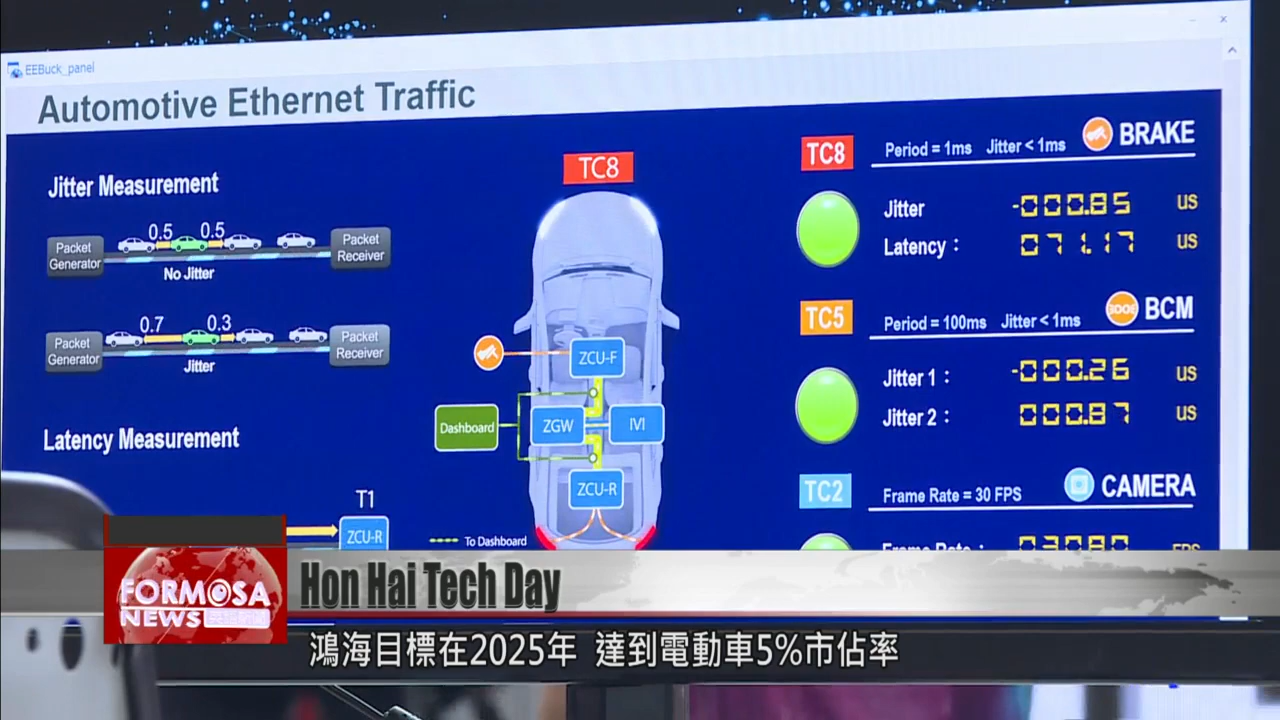 EEBuck_panel
Automotive Ethernet Traffic
Jitter Measurement
Packet Generator
0.5
0.5
Packet Receiver
No Jitter
Packet Generator
0.7
0.3
Packet Receiver
Jitter
Latency Measurement
T1
ZCU-R
TC8
ZCU-F
Dashboard
ZGW
IVI
ZCU-R
To Dashboard
TC8
Period = 1ms Jitter < 1ms
BRAKE
Jitter -000.85 US
Latency : 071.17 US
TC5
Period = 100ms Jitter < 1ms
BCM
Jitter 1 : -000.26 US
Jitter 2 : 000.87 US
TC2
Frame Rate = 30 FPS
CAMERA
Frame Rate : 03080 FPS
FORMOSA
NEWS
Hon Hai Tech Day
鴻海目標在2025年 達到電動車5%市佔率